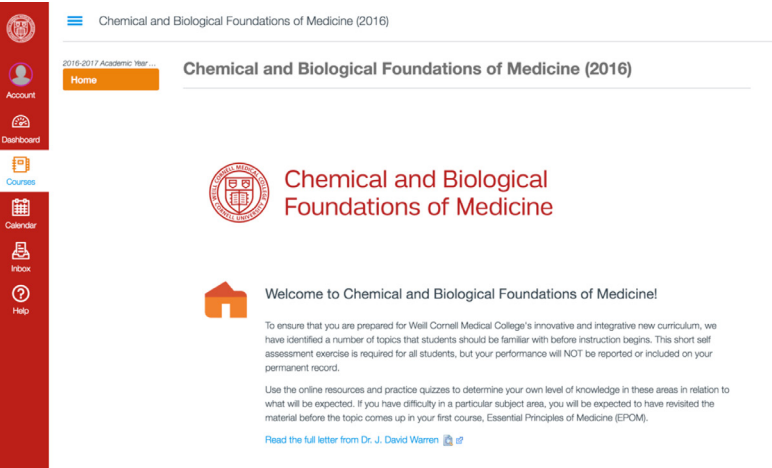 Chemical and Biological Foundations of Medicine (2016)
2016-2017 Academic Year ...
Home
Account
Dashboard
Courses
Calendar
Inbox
Help
Chemical and Biological Foundations of Medicine (2016)
Chemical and Biological
Foundations of Medicine
Welcome to Chemical and Biological Foundations of Medicine!
To ensure that you are prepared for Weill Cornell Medical College's innovative and integrative new curriculum, we
have identified a number of topics that students should be familiar with before instruction begins. This short self
assessment exercise is required for all students, but your performance will NOT be reported or included on your
permanent record.
Use the online resources and practice quizzes to determine your own level of knowledge in these areas in relation to
what will be expected. If you have difficulty in a particular subject area, you will be expected to have revisited the
material before the topic comes up in your first course, Essential Principles of Medicine (EPOM).
Read the full letter from Dr. J. David Warren